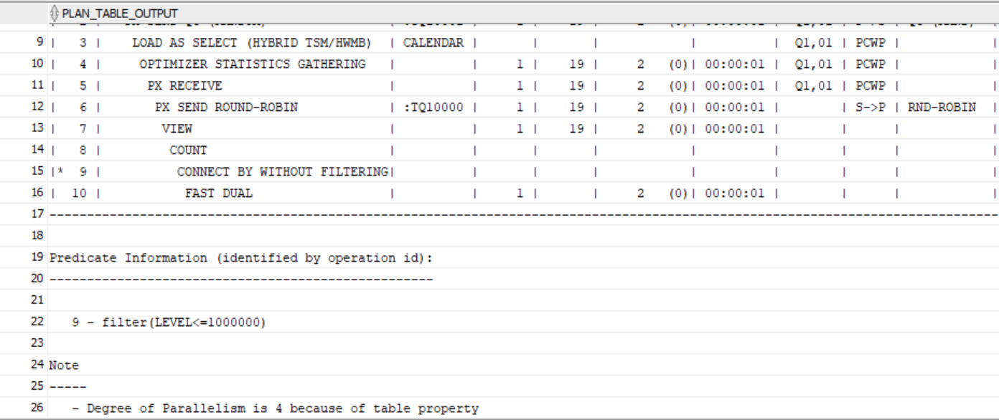 PLAN_TABLE_OUTPUT
9 |   3 |     LOAD AS SELECT (HYBRID TSM/HWMB)  | CALENDAR |       |       |            |          |  Q1,01 | PCWP |            |
10 |   4 |      OPTIMIZER STATISTICS GATHERING   |          |     1 |    19 |     2   (0)| 00:00:01 |  Q1,01 | PCWP |            |
11 |   5 |       PX RECEIVE                      |          |     1 |    19 |     2   (0)| 00:00:01 |  Q1,01 | PCWP |            |
12 |   6 |        PX SEND ROUND-ROBIN            | :TQ10000 |     1 |    19 |     2   (0)| 00:00:01 |        | S->P | RND-ROBIN  |
13 |   7 |         VIEW                          |          |     1 |    19 |     2   (0)| 00:00:01 |        |      |            |
14 |   8 |          COUNT                        |          |       |       |            |          |        |      |            |
15 |*  9 |           CONNECT BY WITHOUT FILTERING|          |       |       |            |          |        |      |            |
16 |  10 |            FAST DUAL                  |          |     1 |       |     2   (0)| 00:00:01 |        |      |            |
17 --------------------------------------------------------------------------------------------------------------------------------
18
19 Predicate Information (identified by operation id):
20 ---------------------------------------------------
21
22    9 - filter(LEVEL<=1000000)
23
24 Note
25 -----
26    - Degree of Parallelism is 4 because of table property